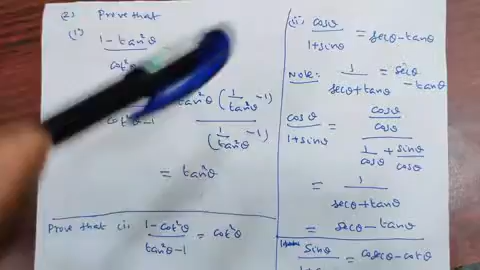 (2) Prove that
(1)
1 - tan²θ
cot²θ
cot²θ-1
tan²θ (1/tan²θ -1)
(1/tan²θ -1)
= tan²θ
Prove that (i) 1-cot²θ / tan²θ-1 = cot²θ
(ii) cosθ / 1+sinθ = secθ-tanθ
Note: 1 / secθ+tanθ = secθ -tanθ
cosθ / 1+sinθ = cosθ/cosθ / 1/cosθ + sinθ/cosθ
= 1 / secθ+tanθ
= secθ-tanθ
sinθ = cosecθ-cotθ